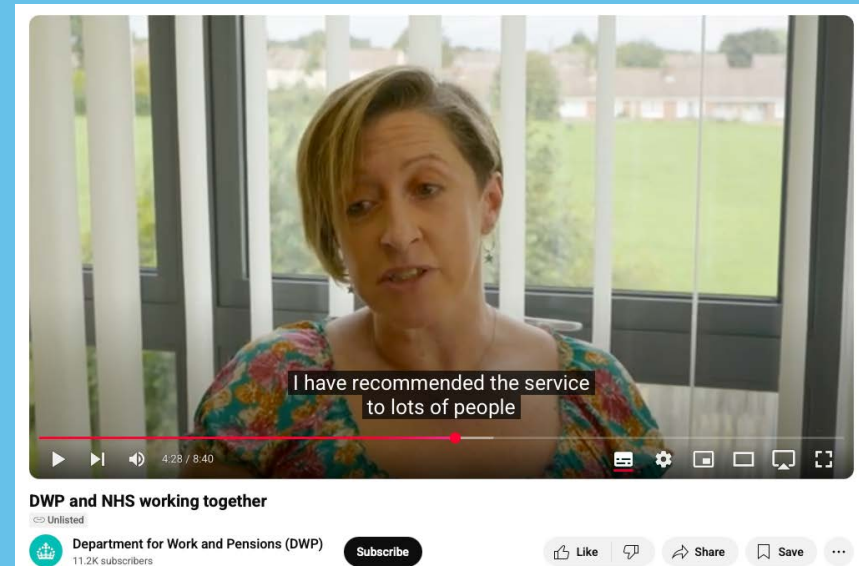 I have recommended the service
to lots of people
4:28 / 8:40
DWP and NHS working together
Unlisted
Department for Work and Pensions (DWP)
11.2K subscribers
Subscribe
Like
Share
Save